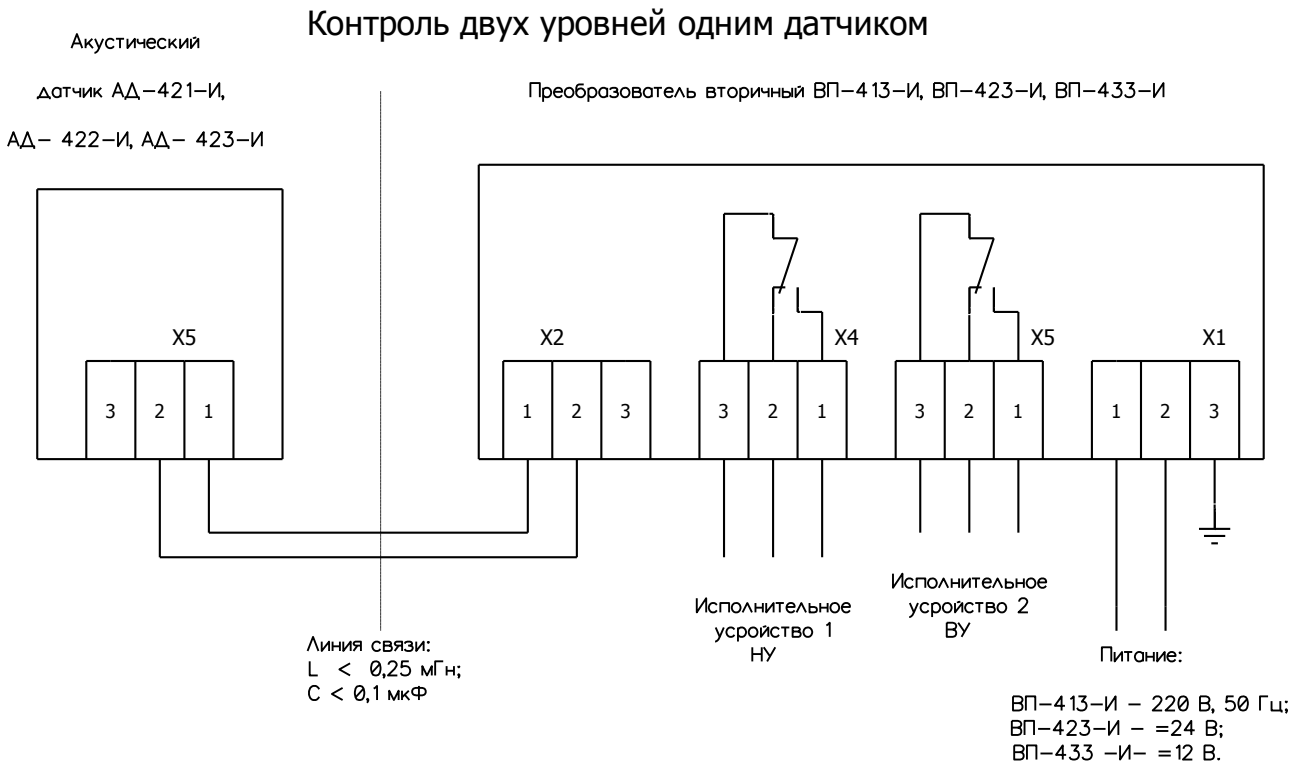 Контроль двух уровней одним датчиком
Акустический
датчик АД-421-И,
АД- 422-И, АД- 423-И
Преобразователь вторичный ВП-413-И, ВП-423-И, ВП-433-И
X5
3 2 1
X2
1 2 3
X4
3 2 1
X5
3 2 1
X1
1 2 3
Линия связи:
L < 0,25 мГн;
C < 0,1 мкФ
Исполнительное
усройство 1
НУ
Исполнительное
усройство 2
ВУ
Питание:
ВП-413-И - 220 В, 50 Гц;
ВП-423-И - =24 В;
ВП-433 -И- =12 В.